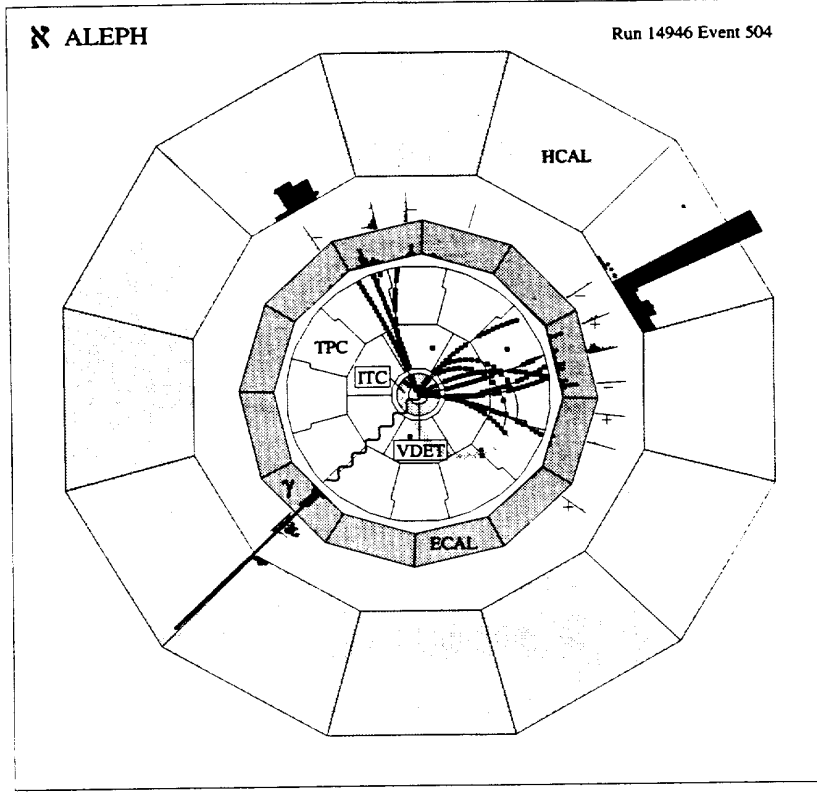 ℵ ALEPH
Run 14946 Event 504
HCAL
TPC
ITC
VDET
γ
ECAL